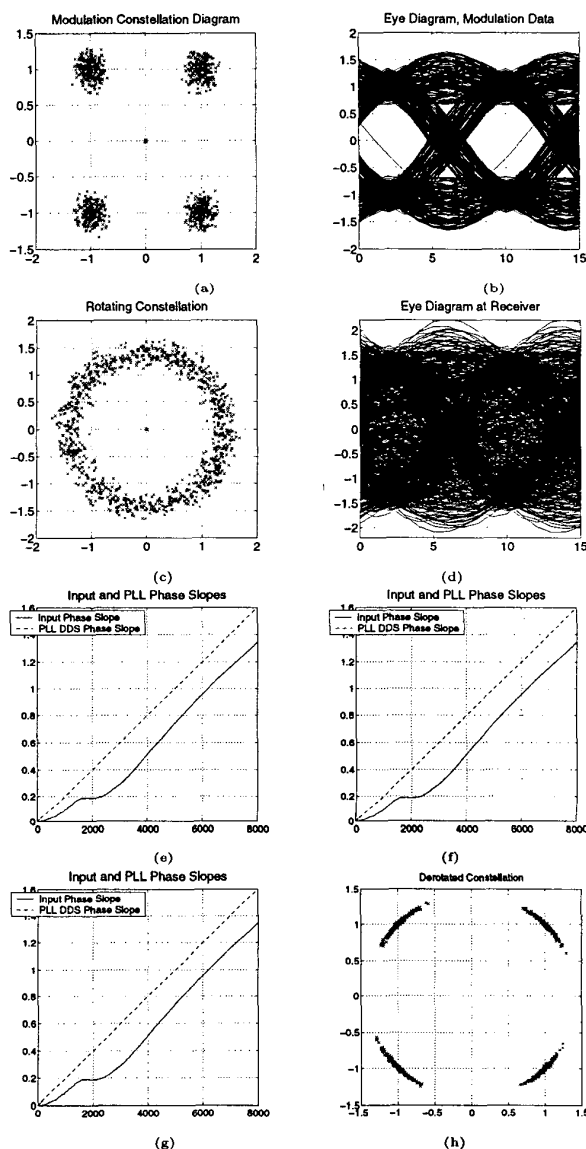 Modulation Constellation Diagram
1.5
1
0.5
0
-0.5
-1
-1.5
-2 -1 0 1 2
(a)
Eye Diagram, Modulation Data
2
1.5
1
0.5
0
-0.5
-1
-1.5
-2
0 5 10 15
(b)
Rotating Constellation
2
1.5
1
0.5
0
-0.5
-1
-1.5
-2
-2 -1 0 1 2
(c)
Eye Diagram at Receiver
2
1.5
1
0.5
0
-0.5
-1
-1.5
-2
0 5 10 15
(d)
Input and PLL Phase Slopes
1.6
Input Phase Slope
PLL DDS Phase Slope
1.2
1
0.8
0.6
0.4
0.2
0
0 2000 4000 6000 8000
(e)
Input and PLL Phase Slopes
1.6
Input Phase Slope
PLL DDS Phase Slope
1.2
1
0.8
0.6
0.4
0.2
0
0 2000 4000 6000 8000
(f)
Input and PLL Phase Slopes
1.6
Input Phase Slope
PLL DDS Phase Slope
1.2
1
0.8
0.6
0.4
0.2
0
0 2000 4000 6000 8000
(g)
Derotated Constellation
1.5
1
0.5
0
-0.5
-1
-1.5
-1.5 -1 -0.5 0 0.5 1 1.5
(h)